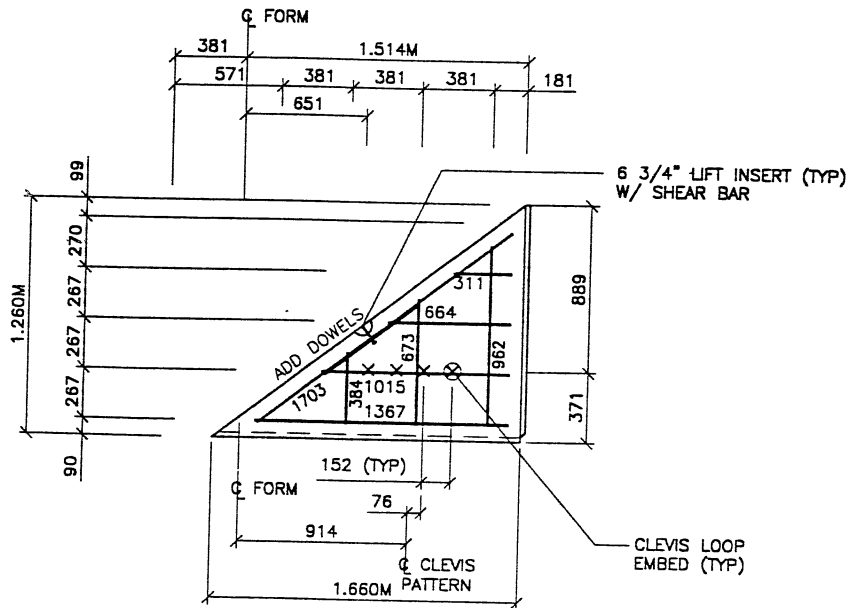 ℄ FORM
381 1.514M
571 381 381 381 181
651
99
6 3/4" LIFT INSERT (TYP)
W/ SHEAR BAR
270
311
889
267
1.260M
ADD DOWELS
664
673
962
267
1703
384
1015
267
1367
371
90
152 (TYP)
℄ FORM
76
914
℄ CLEVIS
PATTERN
CLEVIS LOOP
EMBED (TYP)
1.660M